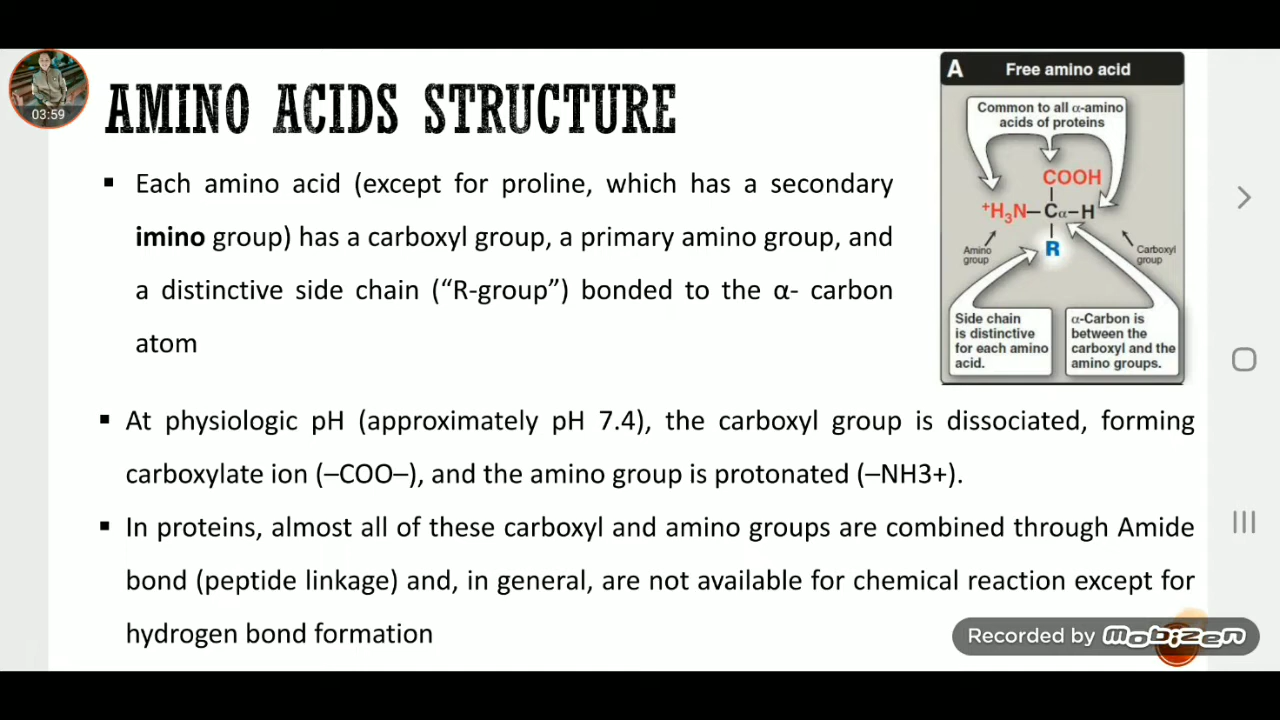 03:59
AMINO ACIDS STRUCTURE
▪ Each amino acid (except for proline, which has a secondary
imino group) has a carboxyl group, a primary amino group, and
a distinctive side chain (“R-group”) bonded to the α- carbon
atom
▪ At physiologic pH (approximately pH 7.4), the carboxyl group is dissociated, forming
carboxylate ion (–COO–), and the amino group is protonated (–NH3+).
▪ In proteins, almost all of these carboxyl and amino groups are combined through Amide
bond (peptide linkage) and, in general, are not available for chemical reaction except for
hydrogen bond formation
A Free amino acid
Common to all α-amino
acids of proteins
COOH
⁺H₃N–Cα–H
R
Amino
group
Carboxyl
group
Side chain
is distinctive
for each amino
acid.
α-Carbon is
between the
carboxyl and the
amino groups.
Recorded by mobizen